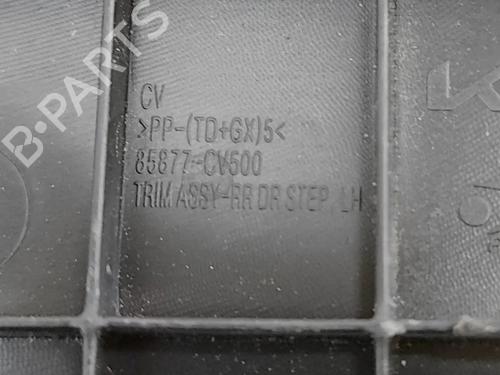 B-PARTS
CV
>PP-(TD+GX)5<
85877-CV500
TRIM ASSY-RR DR STEP, LH